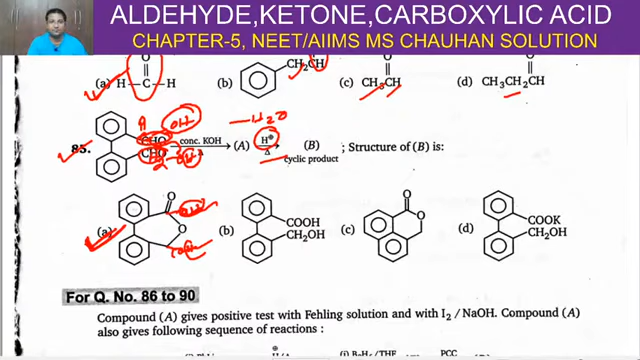 ALDEHYDE,KETONE,CARBOXYLIC ACID
CHAPTER-5, NEET/AIIMS MS CHAUHAN SOLUTION
O O O
(a) H—C—H (b) CH₂CH (c) CH₃CH (d) CH₃CH₂CH
A OH —H₂O
85. CHO CHO conc. KOH (A) H⊕ Δ (B) cyclic product ; Structure of (B) is:
(a) O O (b) COOH CH₂OH (c) O O (d) COOK CH₂OH
For Q. No. 86 to 90
Compound (A) gives positive test with Fehling solution and with I₂ / NaOH. Compound (A)
also gives following sequence of reactions :